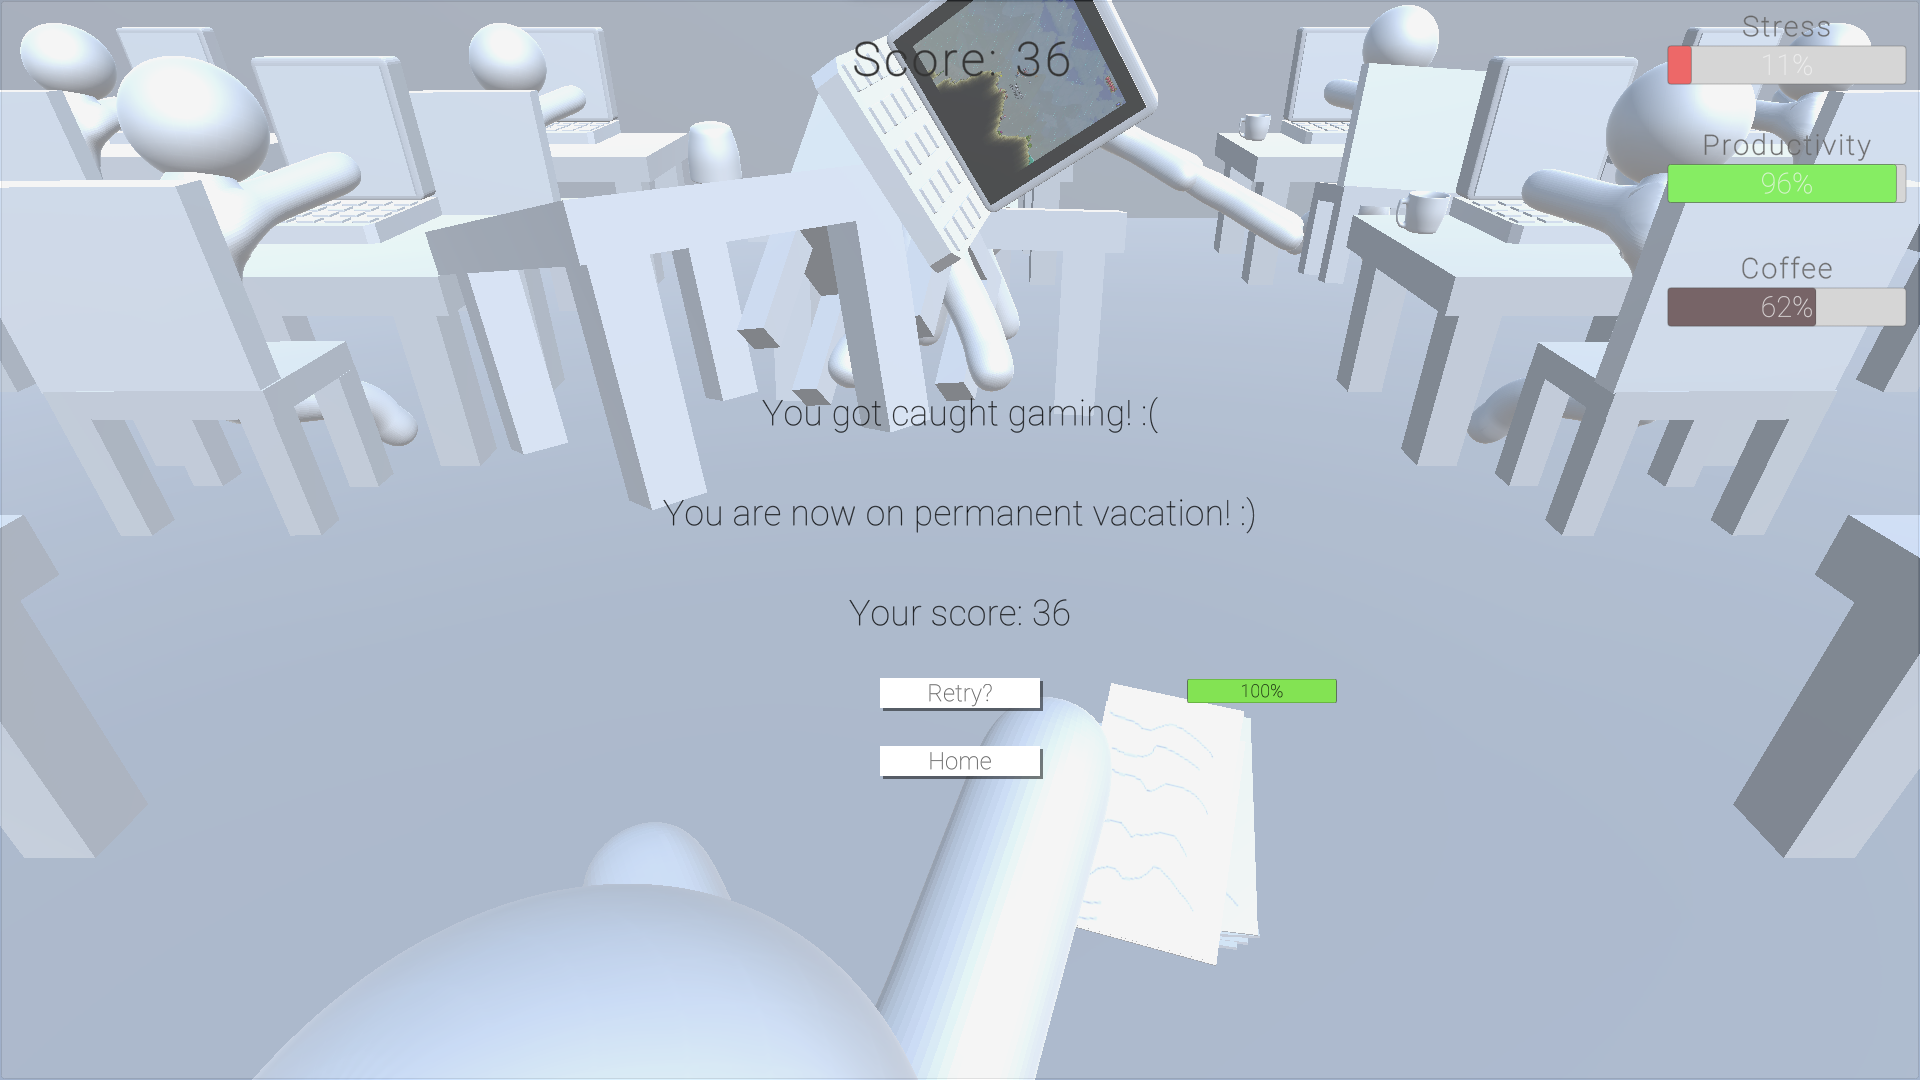 Score: 36
Stress
11%
Productivity
96%
Coffee
62%
You got caught gaming! :(
You are now on permanent vacation! :)
Your score: 36
Retry?
100%
Home